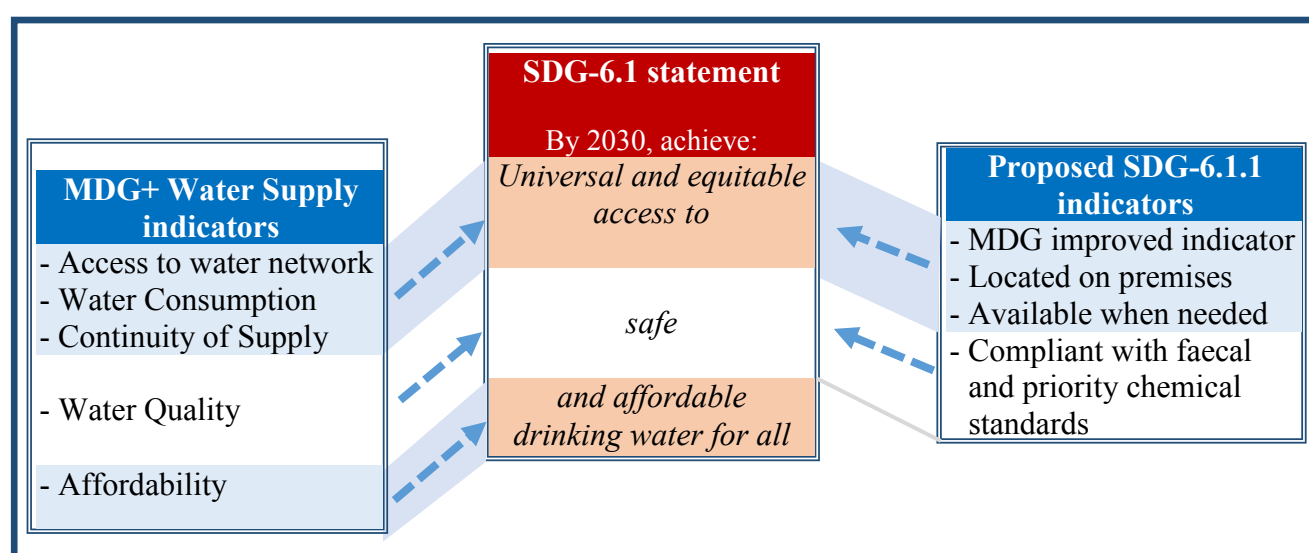 MDG+ Water Supply
indicators
- Access to water network
- Water Consumption
- Continuity of Supply
- Water Quality
- Affordability
SDG-6.1 statement
By 2030, achieve:
Universal and equitable
access to
safe
and affordable
drinking water for all
Proposed SDG-6.1.1
indicators
- MDG improved indicator
- Located on premises
- Available when needed
- Compliant with faecal
and priority chemical
standards